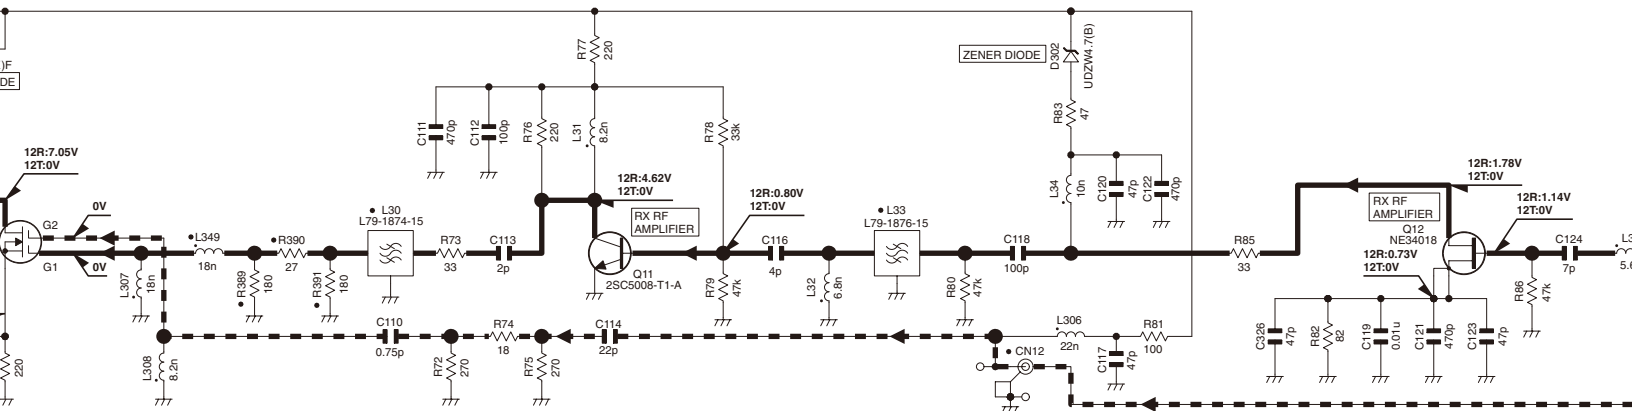 )F
DE
12R:7.05V
12T:0V
0V
G2
G1
0V
L307
18n
L349
18n
R389
180
R390
27
R391
180
L30
L79-1874-15
R73
33
C113
2p
C111
470p
C112
100p
R76
220
R77
220
L31
8.2n
R78
33k
12R:4.62V
12T:0V
RX RF
AMPLIFIER
Q11
2SC5008-T1-A
12R:0.80V
12T:0V
R79
47k
C116
4p
L32
6.8n
L33
L79-1876-15
R80
47k
C118
100p
ZENER DIODE
D302
UDZW4.7(B)
R83
47
L34
10n
C120
47p
C122
470p
R85
33
12R:1.78V
12T:0V
RX RF
AMPLIFIER
Q12
NE34018
12R:1.14V
12T:0V
12R:0.73V
12T:0V
C124
7p
L3
5.6
R86
47k
C326
47p
R82
82
C119
0.01u
C121
470p
C123
47p
220
L308
8.2n
C110
0.75p
R72
270
R74
18
R75
270
C114
22p
L306
22n
CN12
C117
47p
R81
100